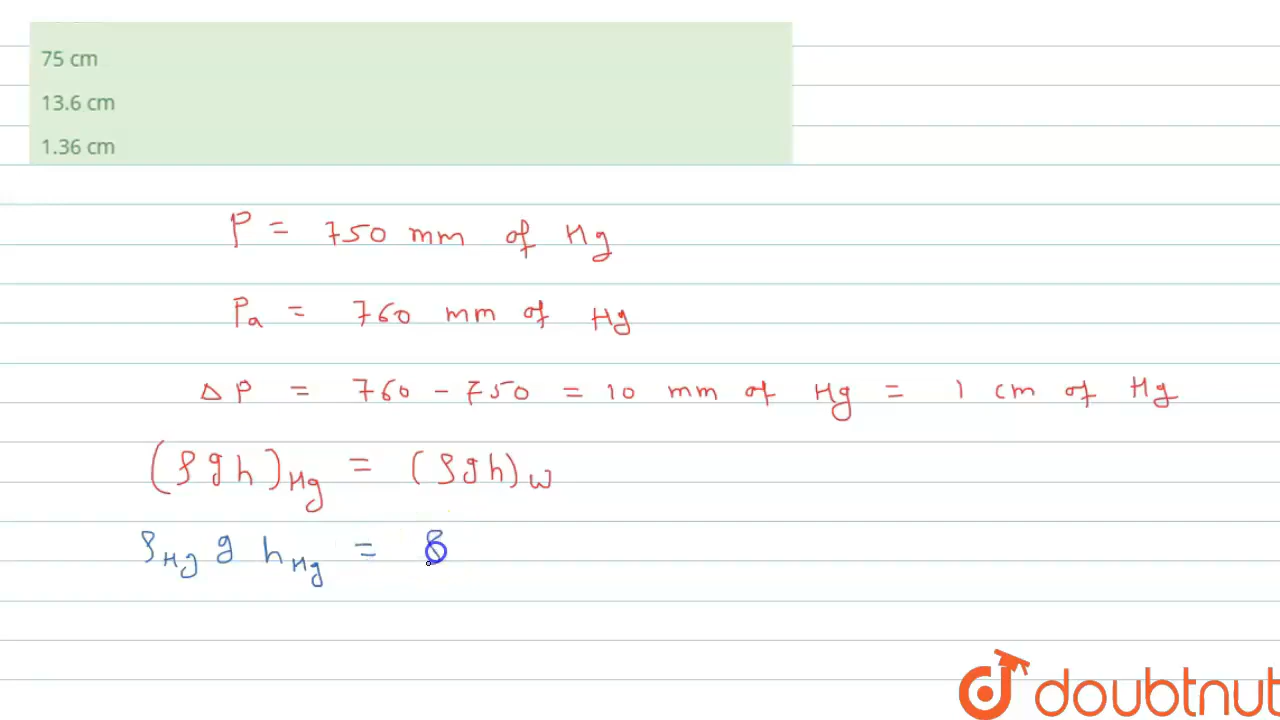 75 cm
13.6 cm
1.36 cm
P = 750 mm of Hg
Pa = 760 mm of Hg
ΔP = 760 - 750 = 10 mm of Hg = 1 cm of Hg
(ρgh)Hg = (ρgh)w
ρHg g hHg =
doubtnut